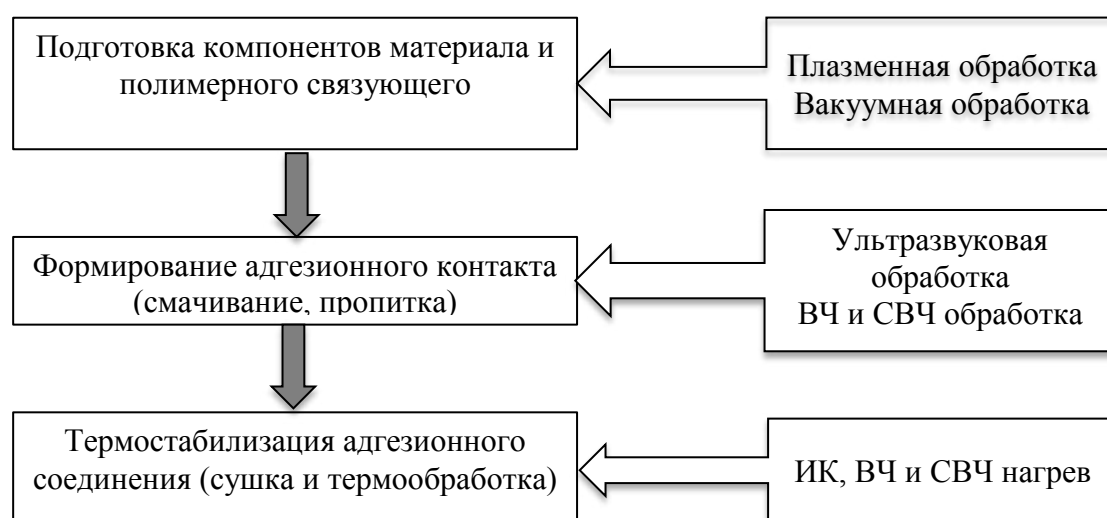 Подготовка компонентов материала и
полимерного связующего
Плазменная обработка
Вакуумная обработка
Формирование адгезионного контакта
(смачивание, пропитка)
Ультразвуковая
обработка
ВЧ и СВЧ обработка
Термостабилизация адгезионного
соединения (сушка и термообработка)
ИК, ВЧ и СВЧ нагрев